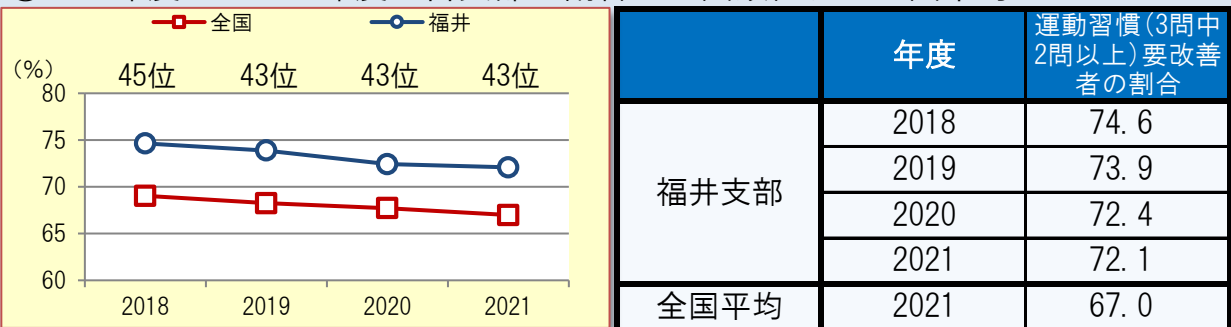 全国
福井
(%)
45位 43位 43位 43位
80
75
70
65
60
2018 2019 2020 2021
年度
運動習慣(3問中
2問以上)要改善
者の割合
福井支部
2018 74.6
2019 73.9
2020 72.4
2021 72.1
全国平均 2021 67.0